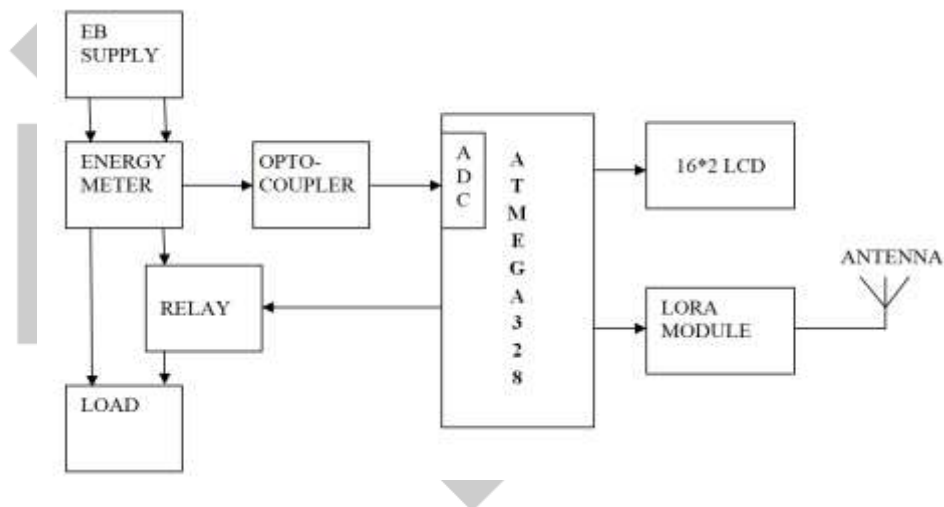 EB
SUPPLY
ENERGY
METER
OPTO-
COUPLER
A
D
C
A
T
M
E
G
A
3
2
8
16*2 LCD
ANTENNA
RELAY
LORA
MODULE
LOAD